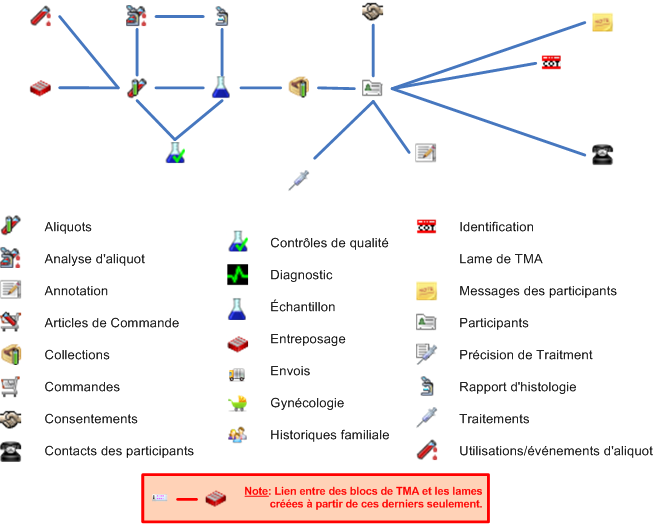 Aliquots
Analyse d'aliquot
Annotation
Articles de Commande
Collections
Commandes
Consentements
Contacts des participants
Contrôles de qualité
Diagnostic
Échantillon
Entreposage
Envois
Gynécologie
Historiques familiale
Identification
Lame de TMA
Messages des participants
Participants
Précision de Traitment
Rapport d'histologie
Traitements
Utilisations/événements d'aliquot
Note: Lien entre des blocs de TMA et les lames
créées à partir de ces derniers seulement.